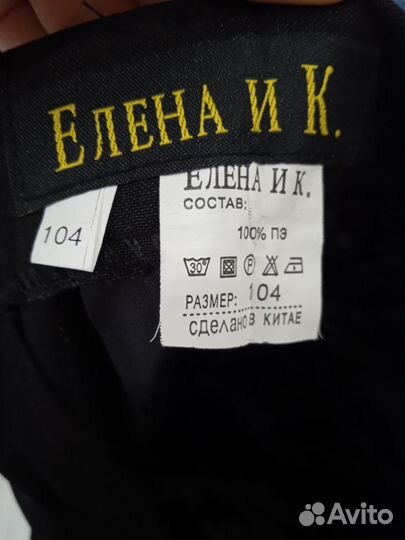 ЕЛЕНА И К.
104
ЕЛЕНА И К.
СОСТАВ:
100% ПЭ
30°
P
РАЗМЕР: 104
СДЕЛАНО В КИТАЕ
Avito